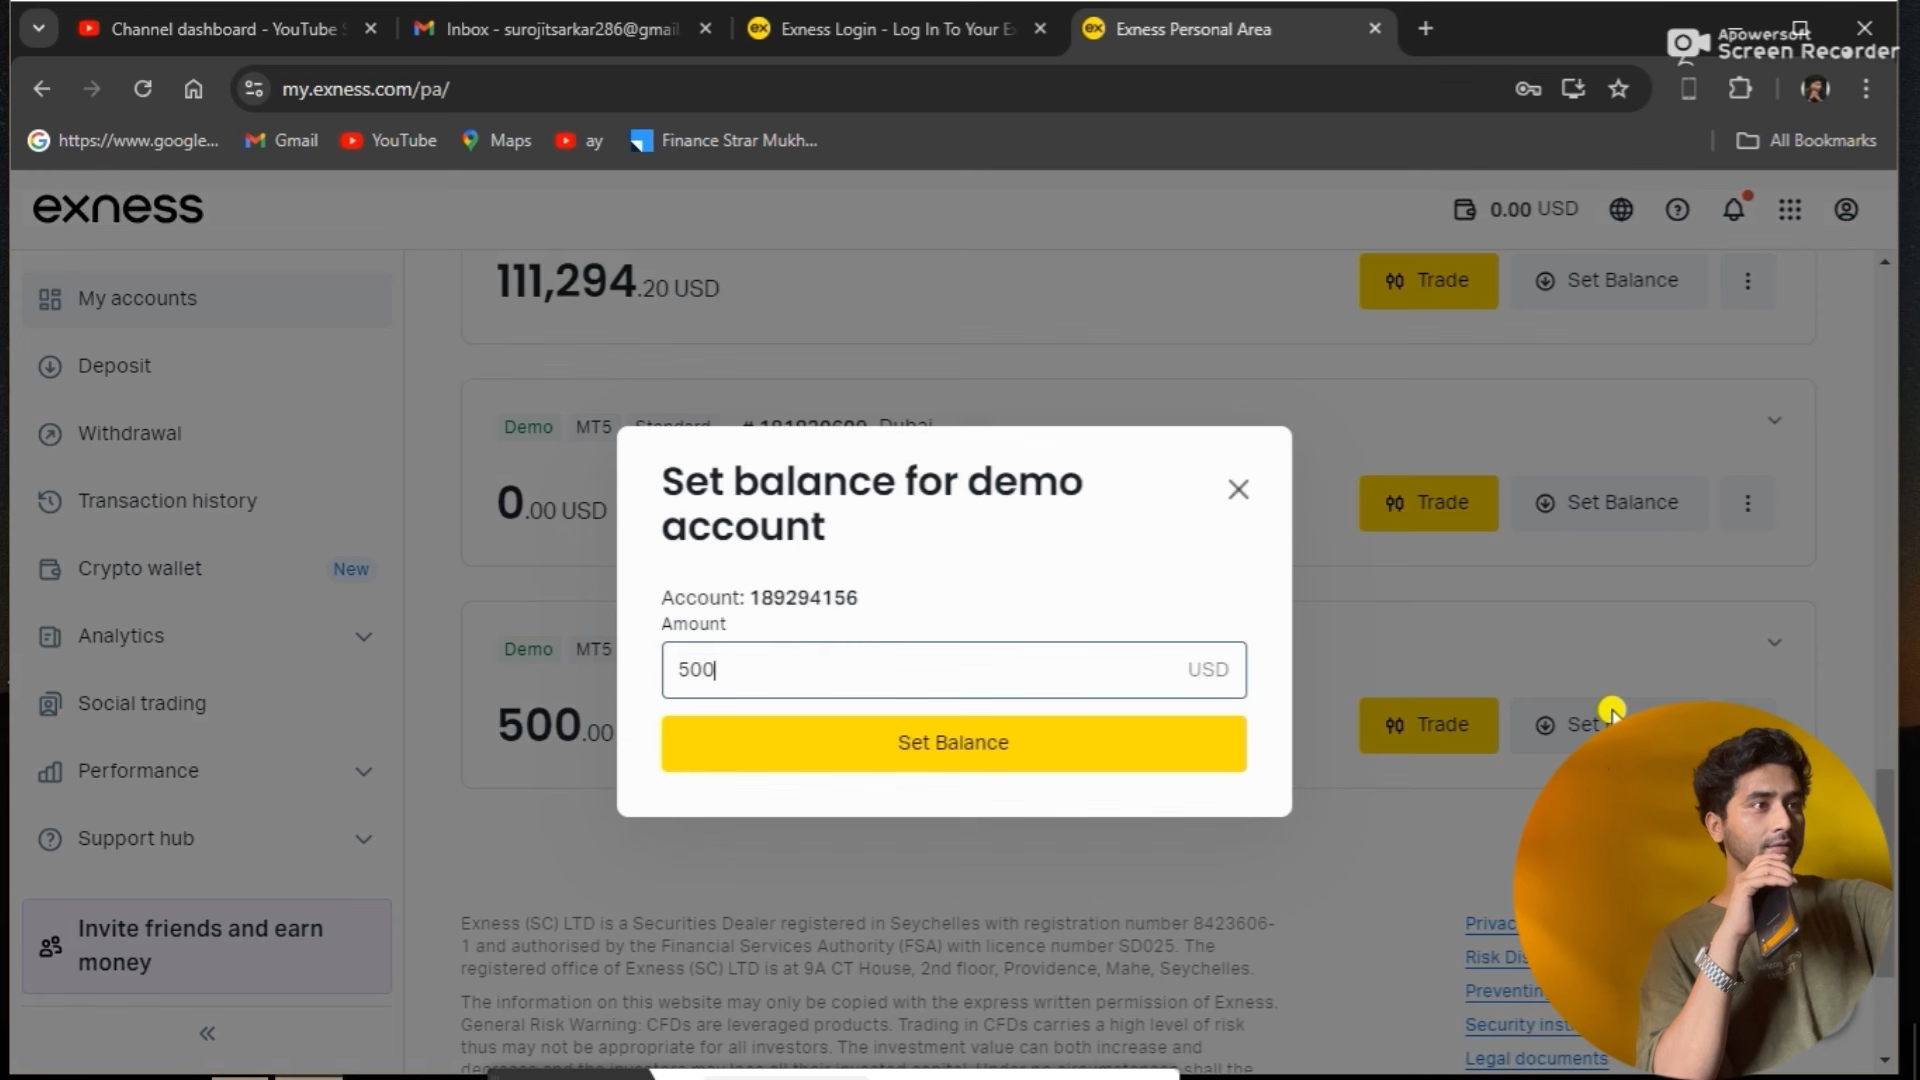 Channel dashboard - YouTube
Inbox - surojitsarkar286@gmail
Exness Login - Log In To Your E
Exness Personal Area
Apowersoft
Screen Recorder
my.exness.com/pa/
https://www.google...
Gmail
YouTube
Maps
ay
Finance Strar Mukh...
All Bookmarks
exness
0.00 USD
My accounts
Deposit
Withdrawal
Transaction history
Crypto wallet
New
Analytics
Social trading
Performance
Support hub
Invite friends and earn
money
111,294.20 USD
Trade
Set Balance
Demo
MT5
Standard
# 181820600
Dubai
0.00 USD
Trade
Set Balance
Demo
MT5
500.00
Trade
Set
Set balance for demo
account
Account: 189294156
Amount
500
USD
Set Balance
Exness (SC) LTD is a Securities Dealer registered in Seychelles with registration number 8423606-
1 and authorised by the Financial Services Authority (FSA) with licence number SD025. The
registered office of Exness (SC) LTD is at 9A CT House, 2nd floor, Providence, Mahe, Seychelles.
The information on this website may only be copied with the express written permission of Exness.
General Risk Warning: CFDs are leveraged products. Trading in CFDs carries a high level of risk
thus may not be appropriate for all investors. The investment value can both increase and
Privac
Risk Dis
Preventin
Security inst
Legal documents